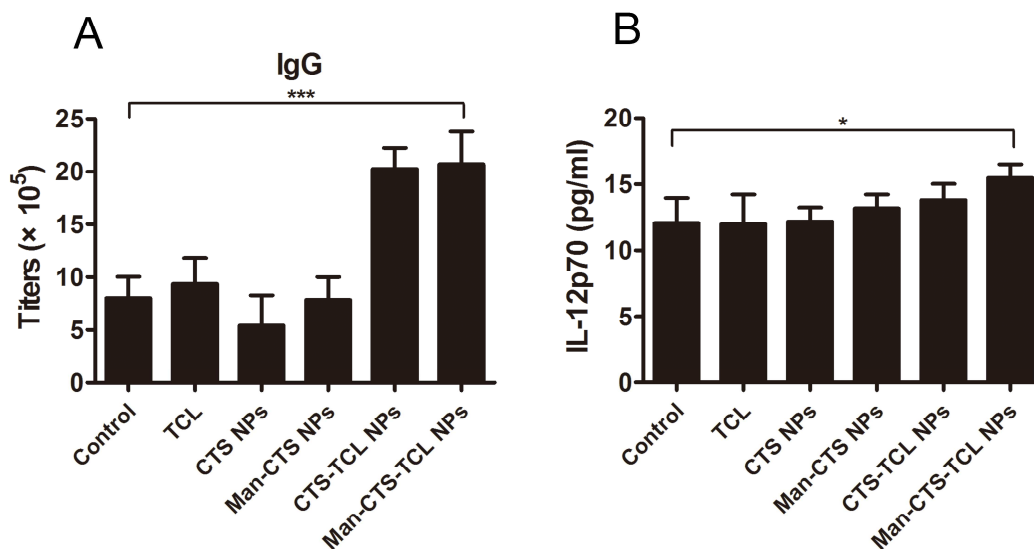 A
IgG
***
Titers (× 10⁵)
25
20
15
10
5
0
Control
TCL
CTS NPs
Man-CTS NPs
CTS-TCL NPs
Man-CTS-TCL NPs
B
*
IL-12p70 (pg/ml)
20
15
10
5
0
Control
TCL
CTS NPs
Man-CTS NPs
CTS-TCL NPs
Man-CTS-TCL NPs